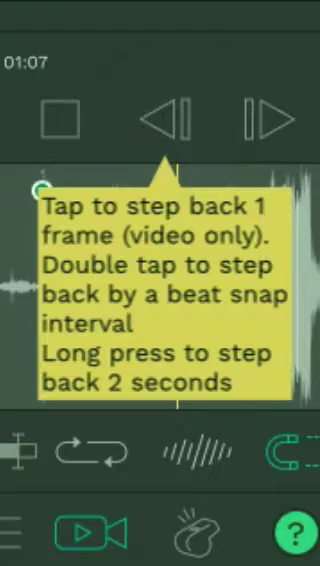 01:07
1
Tap to step back 1
frame (video only).
Double tap to step
back by a beat snap
interval
Long press to step
back 2 seconds
?